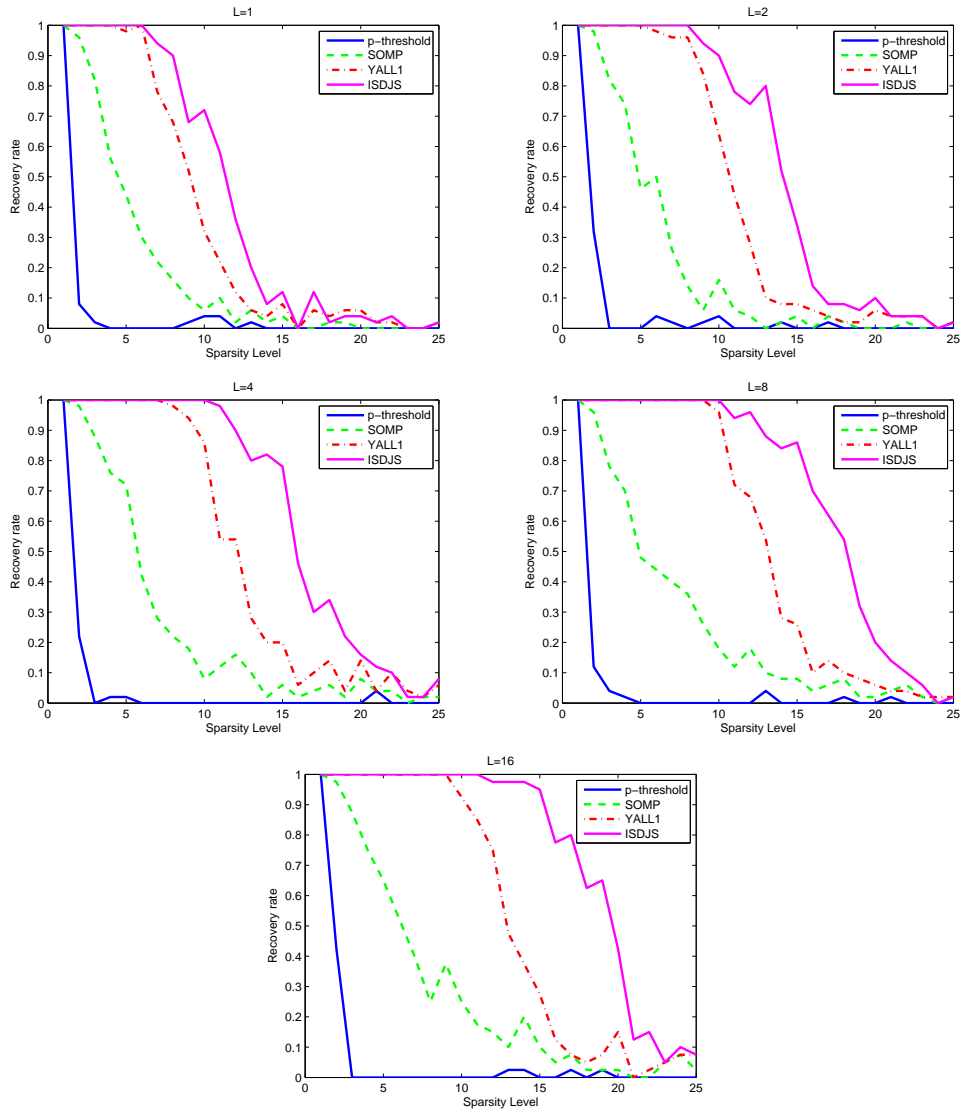 L=1
1
0.9
0.8
0.7
0.6
0.5
0.4
0.3
0.2
0.1
0
0 5 10 15 20 25
Recovery rate
Sparsity Level
p−threshold
SOMP
YALL1
ISDJS
L=2
1
0.9
0.8
0.7
0.6
0.5
0.4
0.3
0.2
0.1
0
0 5 10 15 20 25
Recovery rate
Sparsity Level
p−threshold
SOMP
YALL1
ISDJS
L=4
1
0.9
0.8
0.7
0.6
0.5
0.4
0.3
0.2
0.1
0
0 5 10 15 20 25
Recovery rate
Sparsity Level
p−threshold
SOMP
YALL1
ISDJS
L=8
1
0.9
0.8
0.7
0.6
0.5
0.4
0.3
0.2
0.1
0
0 5 10 15 20 25
Recovery rate
Sparsity Level
p−threshold
SOMP
YALL1
ISDJS
L=16
1
0.9
0.8
0.7
0.6
0.5
0.4
0.3
0.2
0.1
0
0 5 10 15 20 25
Recovery rate
Sparsity Level
p−threshold
SOMP
YALL1
ISDJS